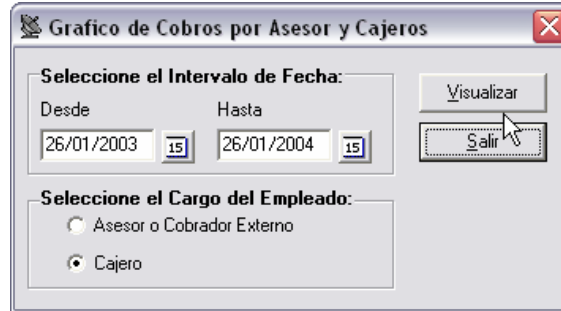 Grafico de Cobros por Asesor y Cajeros
Seleccione el Intervalo de Fecha:
Desde Hasta
26/01/2003 15 26/01/2004 15
Visualizar
Salir
Seleccione el Cargo del Empleado:
Asesor o Cobrador Externo
Cajero